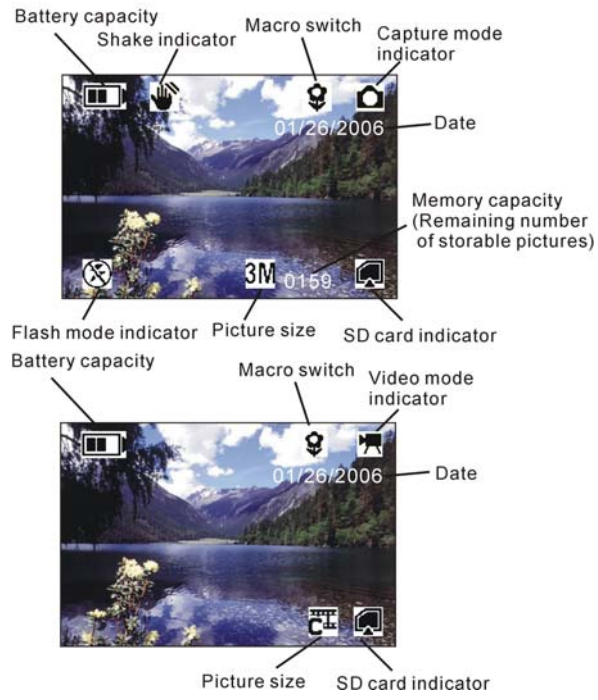 Battery capacity
Shake indicator
Macro switch
Capture mode
indicator
01/26/2006
Date
Memory capacity
(Remaining number
of storable pictures)
3M
0159
Flash mode indicator
Picture size
SD card indicator
Battery capacity
Macro switch
Video mode
indicator
01/26/2006
Date
C
Picture size
SD card indicator